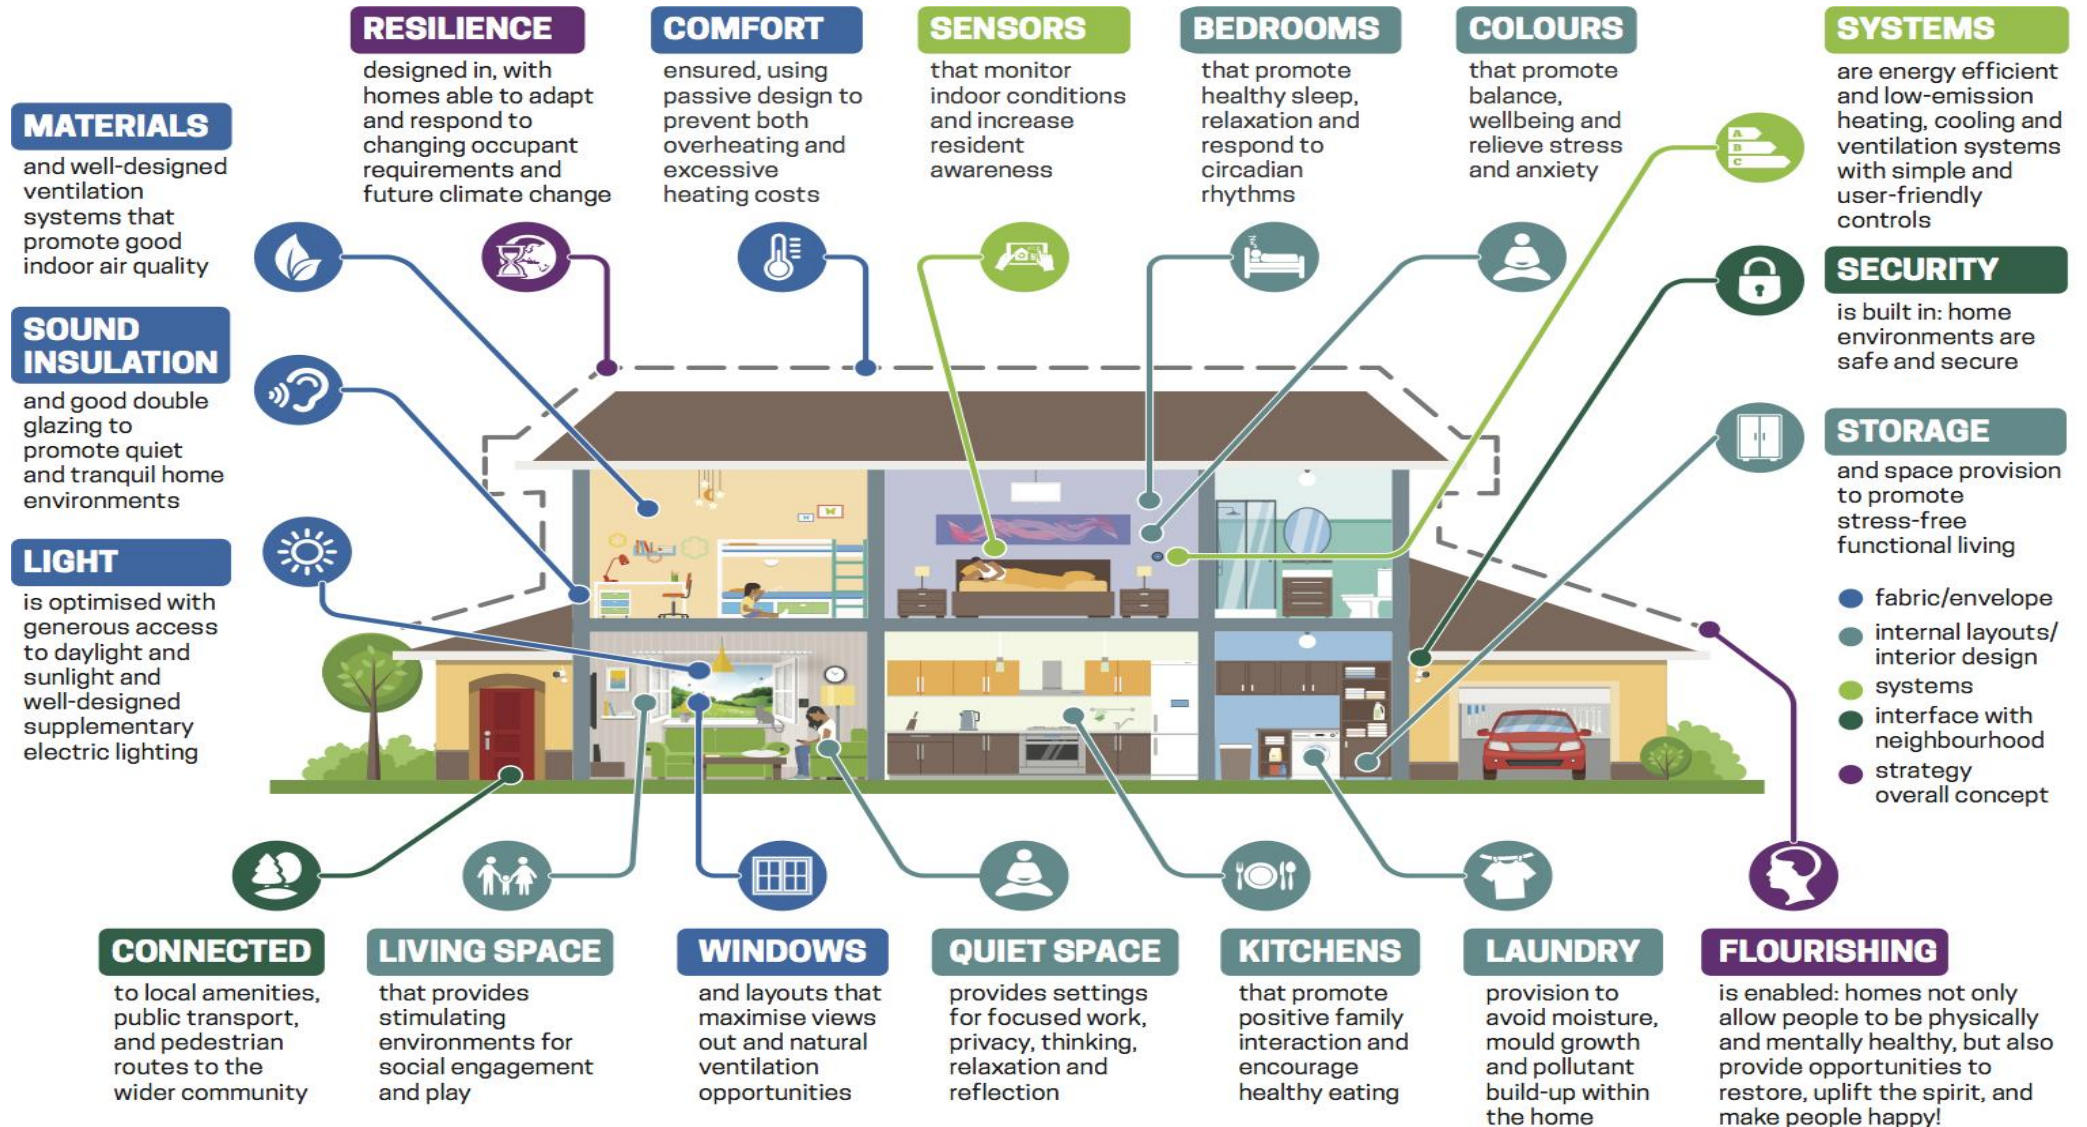 RESILIENCE
designed in, with
homes able to adapt
and respond to
changing occupant
requirements and
future climate change
COMFORT
ensured, using
passive design to
prevent both
overheating and
excessive
heating costs
SENSORS
that monitor
indoor conditions
and increase
resident
awareness
BEDROOMS
that promote
healthy sleep,
relaxation and
respond to
circadian
rhythms
COLOURS
that promote
balance,
wellbeing and
relieve stress
and anxiety
SYSTEMS
are energy efficient
and low-emission
heating, cooling and
ventilation systems
with simple and
user-friendly
controls
A
B
C
MATERIALS
and well-designed
ventilation
systems that
promote good
indoor air quality
SOUND
INSULATION
and good double
glazing to
promote quiet
and tranquil home
environments
LIGHT
is optimised with
generous access
to daylight and
sunlight and
well-designed
supplementary
electric lighting
SECURITY
is built in: home
environments are
safe and secure
STORAGE
and space provision
to promote
stress-free
functional living
fabric/envelope
internal layouts/
interior design
systems
interface with
neighbourhood
strategy
overall concept
CONNECTED
to local amenities,
public transport,
and pedestrian
routes to the
wider community
LIVING SPACE
that provides
stimulating
environments for
social engagement
and play
WINDOWS
and layouts that
maximise views
out and natural
ventilation
opportunities
QUIET SPACE
provides settings
for focused work,
privacy, thinking,
relaxation and
reflection
KITCHENS
that promote
positive family
interaction and
encourage
healthy eating
LAUNDRY
provision to
avoid moisture,
mould growth
and pollutant
build-up within
the home
FLOURISHING
is enabled: homes not only
allow people to be physically
and mentally healthy, but also
provide opportunities to
restore, uplift the spirit, and
make people happy!